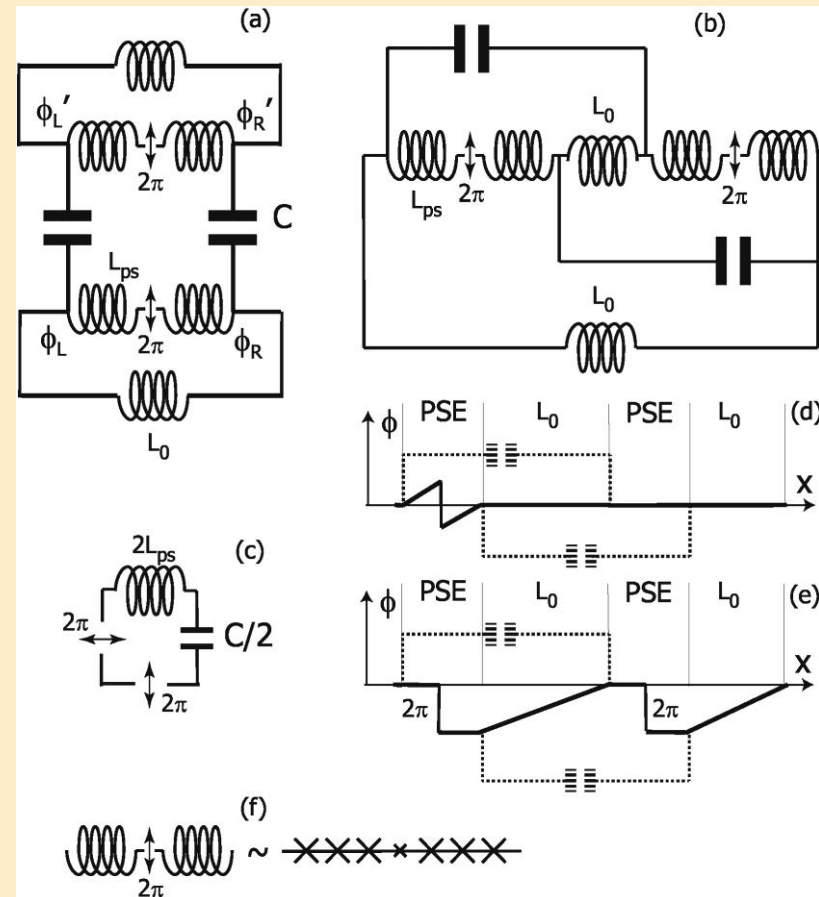 (a)
ϕL' ϕR'
2π
C
Lps
2π
ϕL ϕR
L0
(b)
L0
2π 2π
Lps
L0
(c)
2Lps
2π
C/2
2π
(d)
ϕ PSE L0 PSE L0
X
(e)
ϕ PSE L0 PSE L0
X
2π 2π
(f)
~
2π